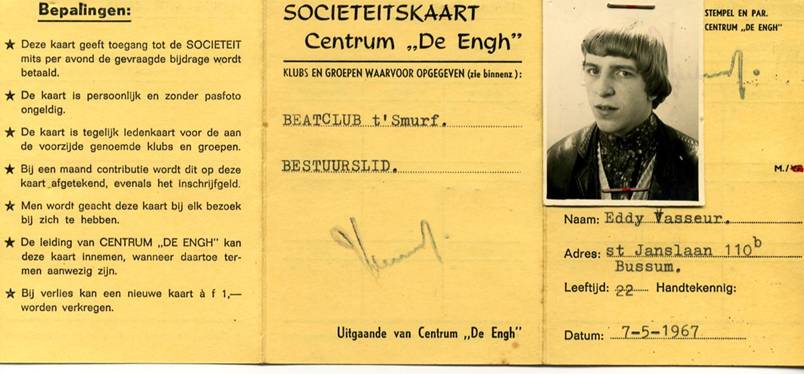 Bepalingen:
★ Deze kaart geeft toegang tot de SOCIETEIT
mits per avond de gevraagde bijdrage wordt
betaald.
★ De kaart is persoonlijk en zonder pasfoto
ongeldig.
★ De kaart is tegelijk ledenkaart voor de aan
de voorzijde genoemde klubs en groepen.
★ Bij een maand contributie wordt dit op deze
kaart afgetekend, evenals het inschrijfgeld.
★ Men wordt geacht deze kaart bij elk bezoek
bij zich te hebben.
★ De leiding van CENTRUM „DE ENGH” kan
deze kaart innemen, wanneer daartoe ter-
men aanwezig zijn.
★ Bij verlies kan een nieuwe kaart à f 1,—
worden verkregen.
SOCIETEITSKAART
Centrum „De Engh”
KLUBS EN GROEPEN WAARVOOR OPGEGEVEN (zie binnenz.):
BEATCLUB t'Smurf.
BESTUURSLID.
Uitgaande van Centrum „De Engh”
STEMPEL EN PAR.
CENTRUM „DE ENGH”
Naam: Eddy Vasseur.
Adres: st Janslaan 110b
Bussum.
Leeftijd: 22 Handtekening:
Datum: 7-5-1967